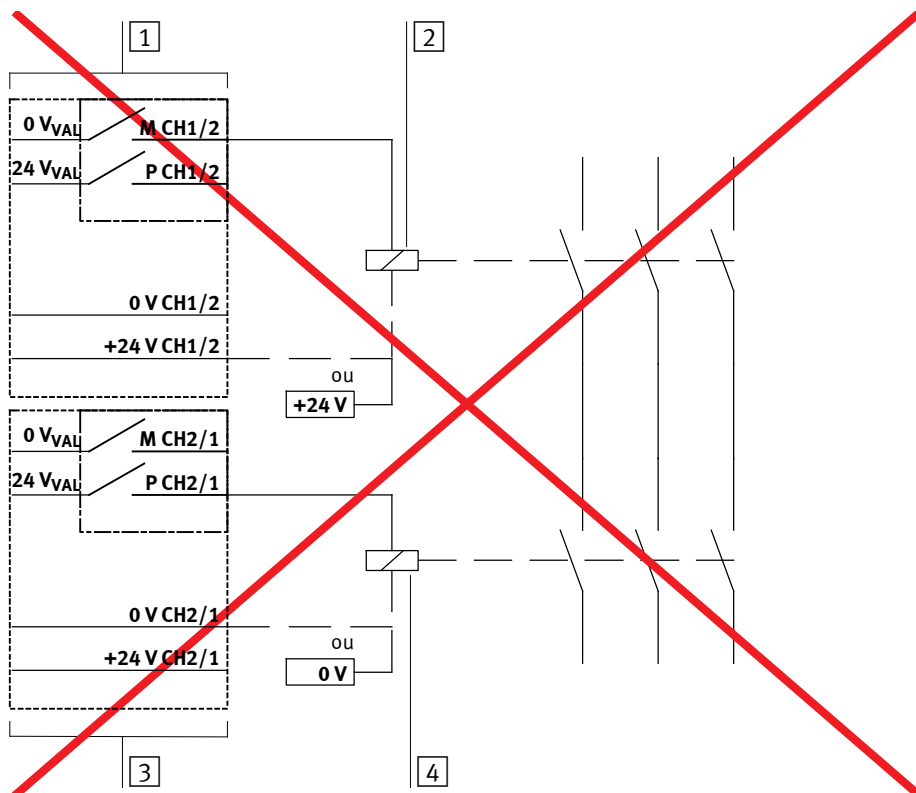 1
2
0 VVAL
M CH1/2
24 VVAL
P CH1/2
0 V CH1/2
+24 V CH1/2
ou
+24 V
0 VVAL
M CH2/1
24 VVAL
P CH2/1
0 V CH2/1
ou
+24 V CH2/1
0 V
3
4